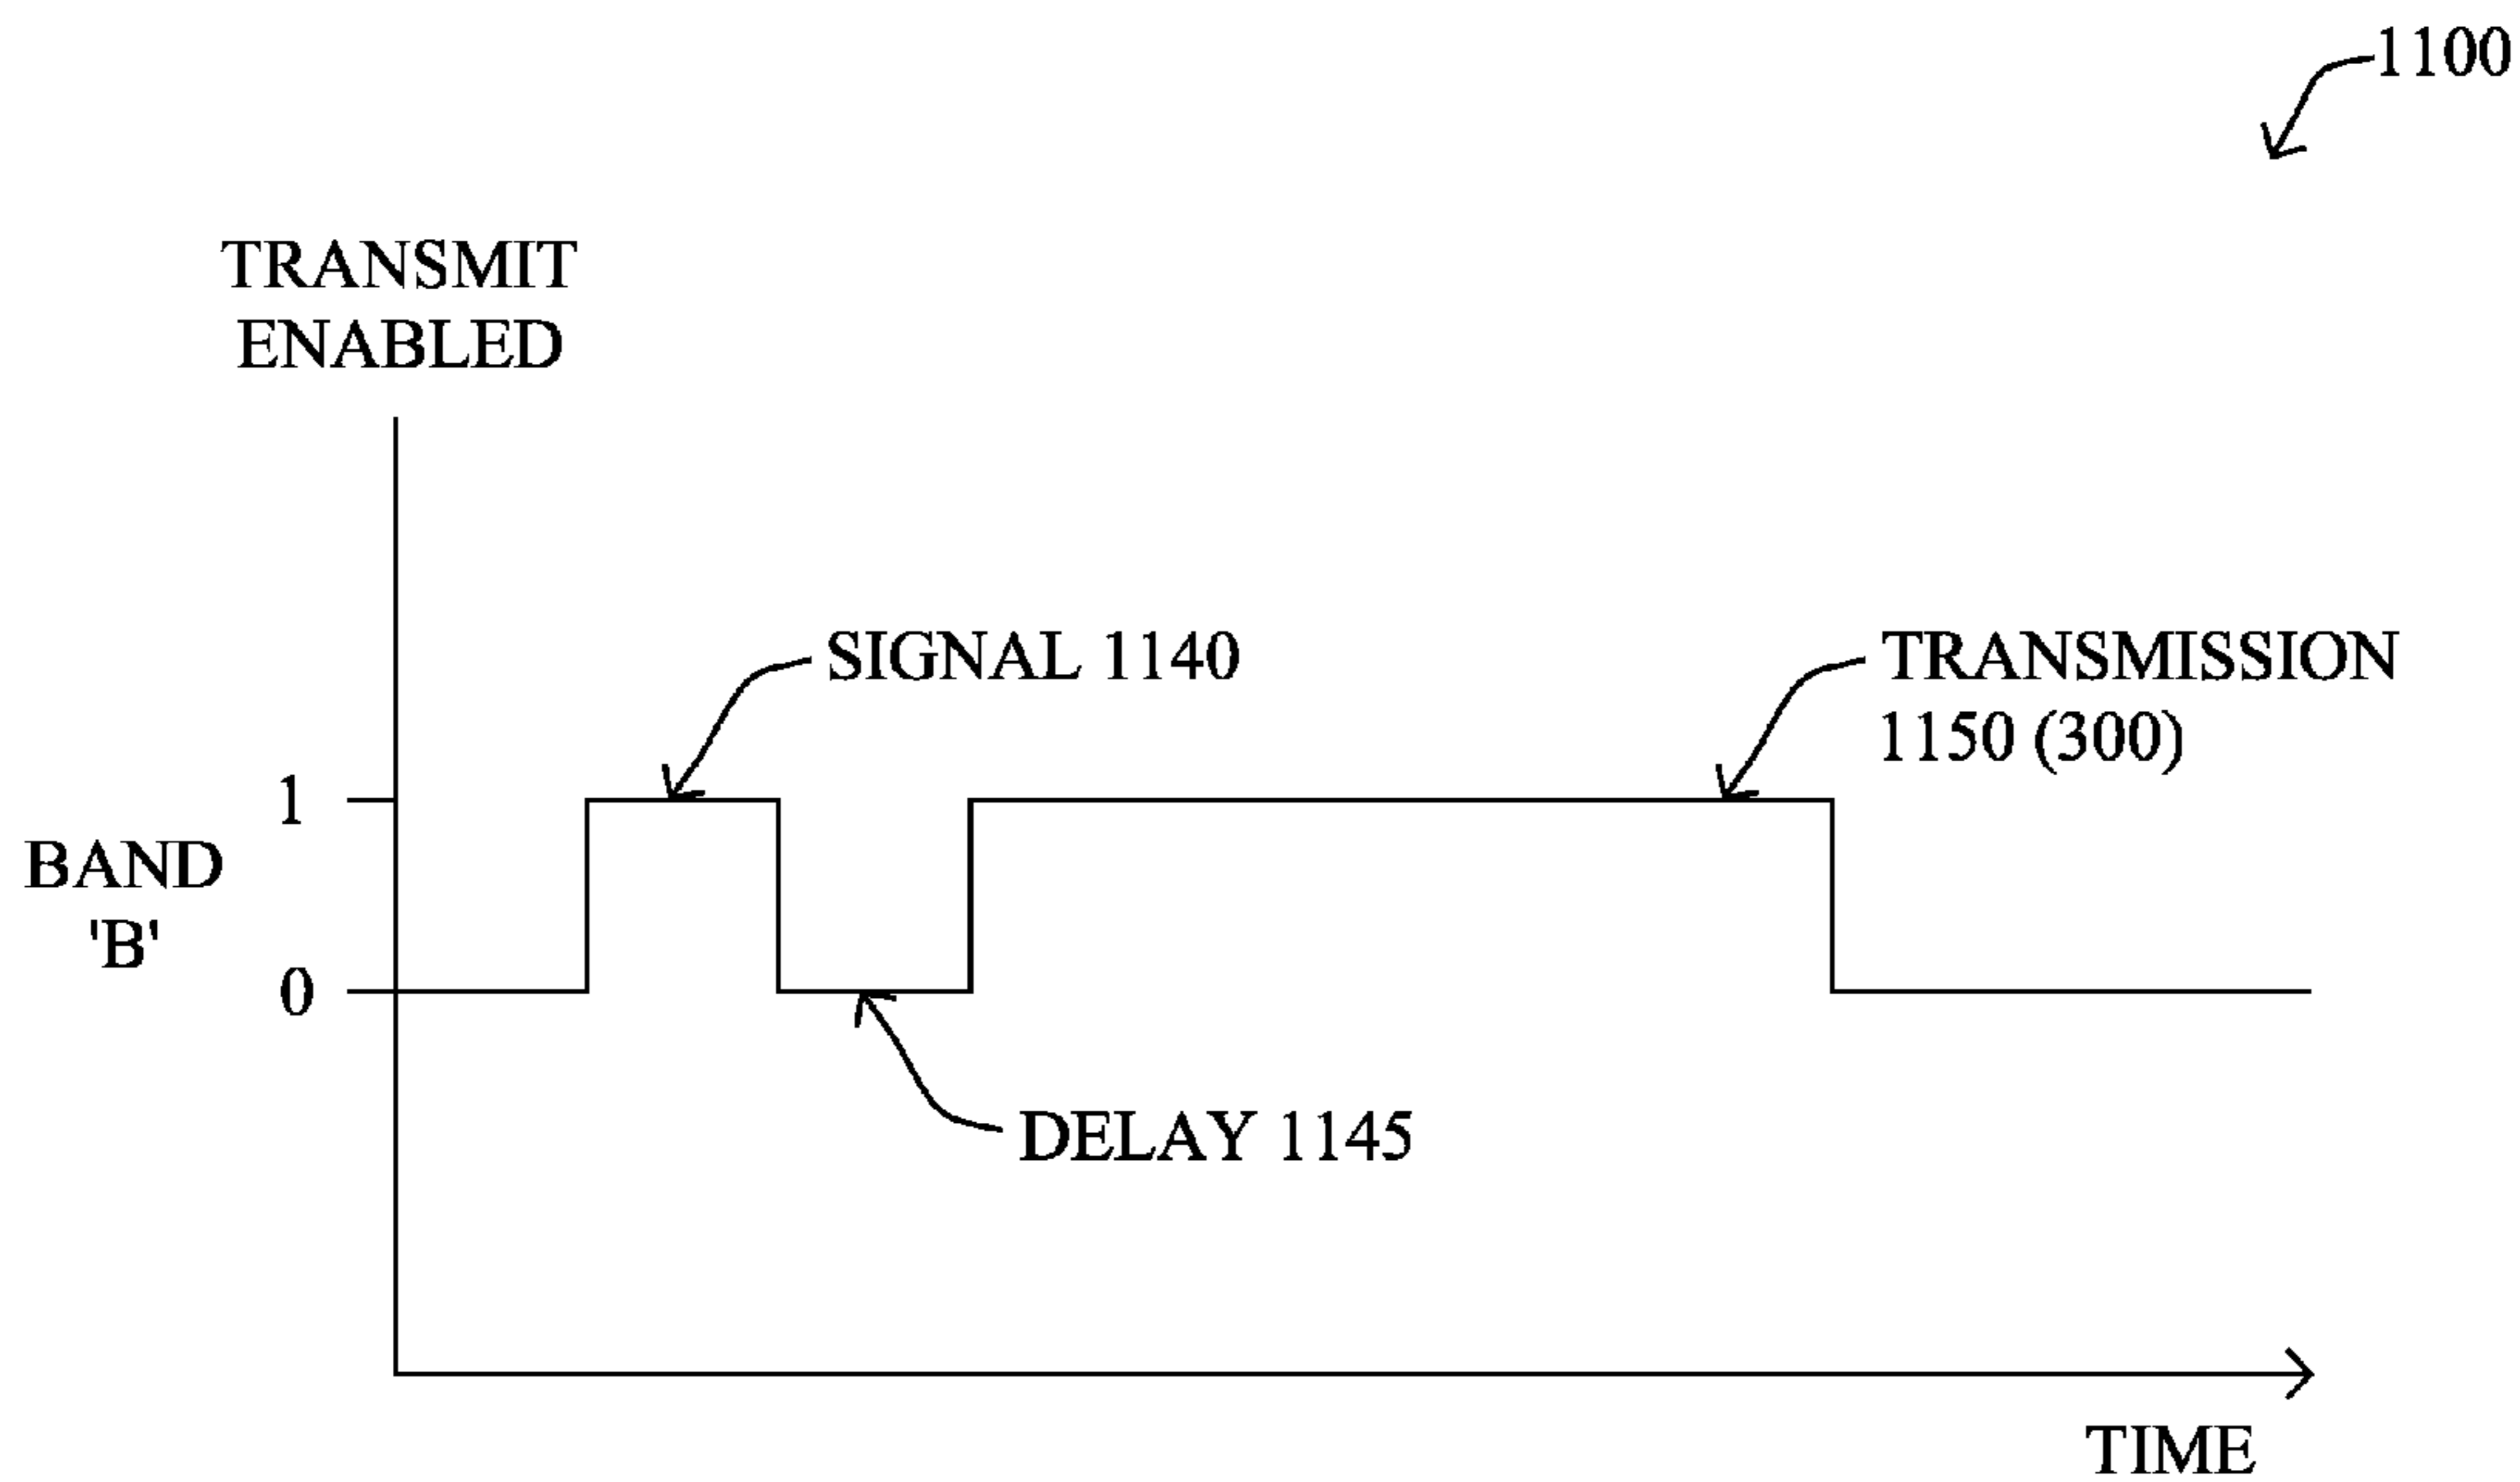 1100
TRANSMIT
ENABLED
SIGNAL 1140
TRANSMISSION
1150 (300)
1
BAND
'B'
0
DELAY 1145
TIME